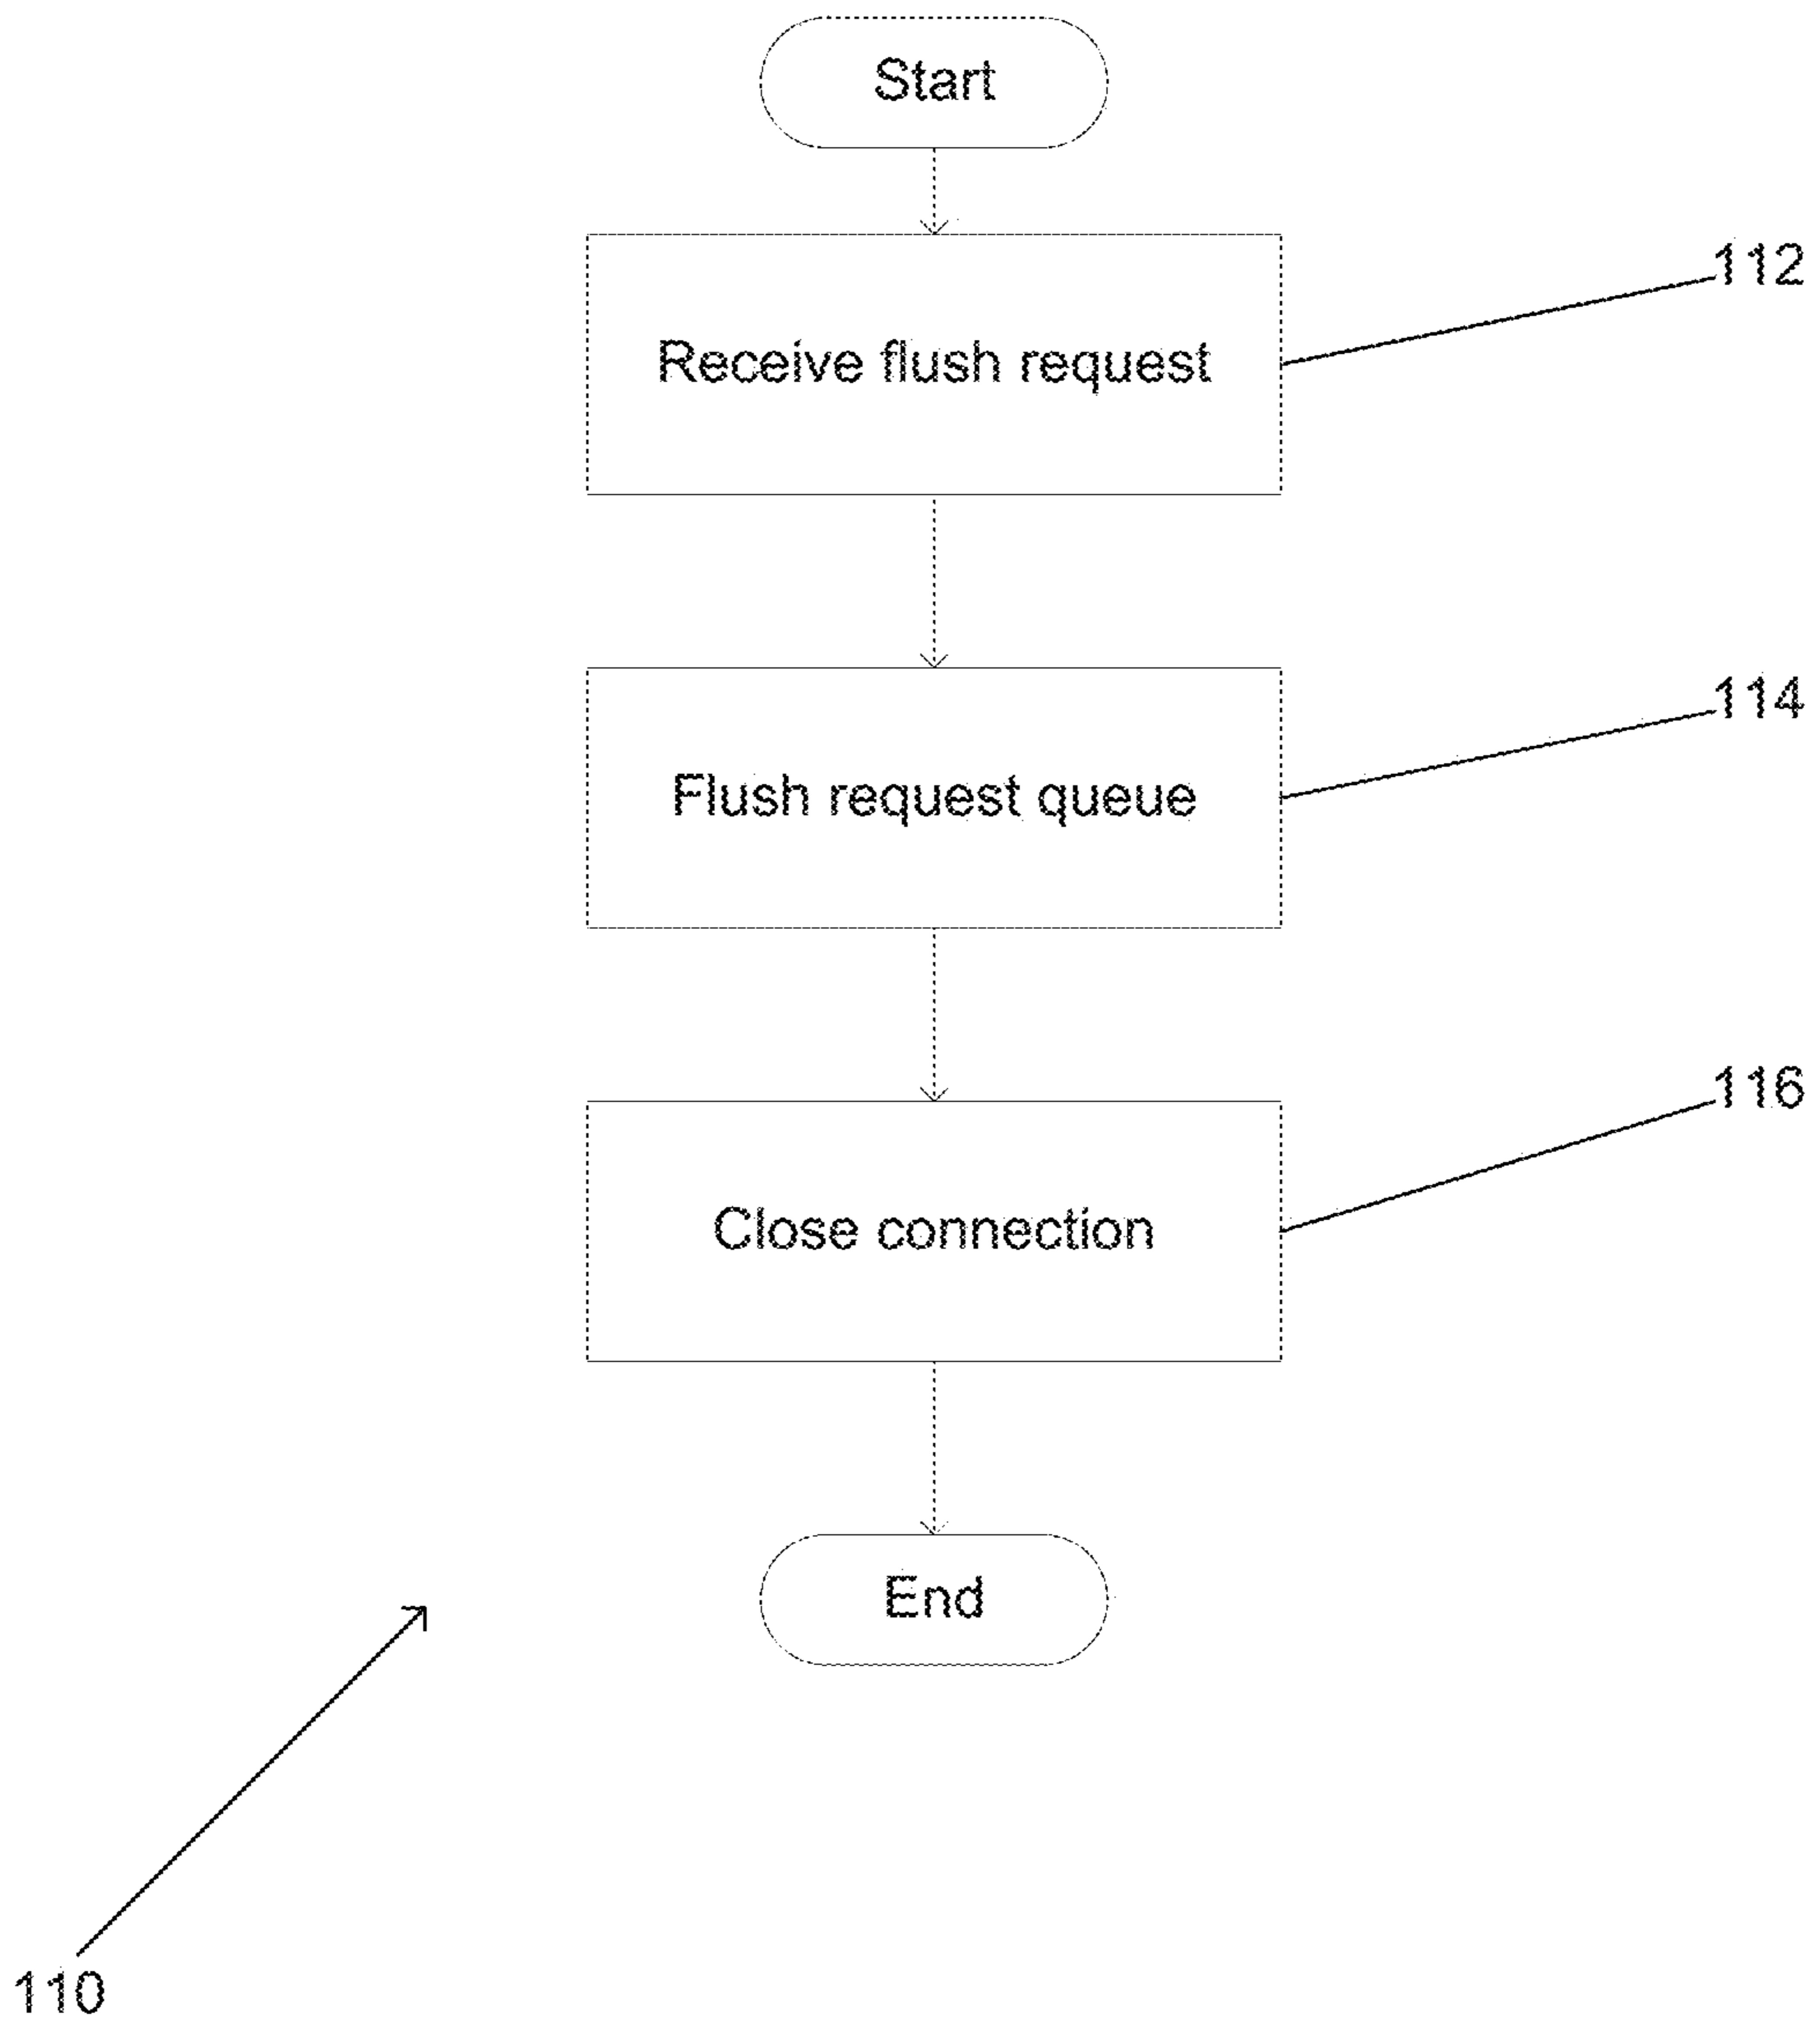 Start
112
Receive flush request
114
Flush request queue
116
Close connection
End
110